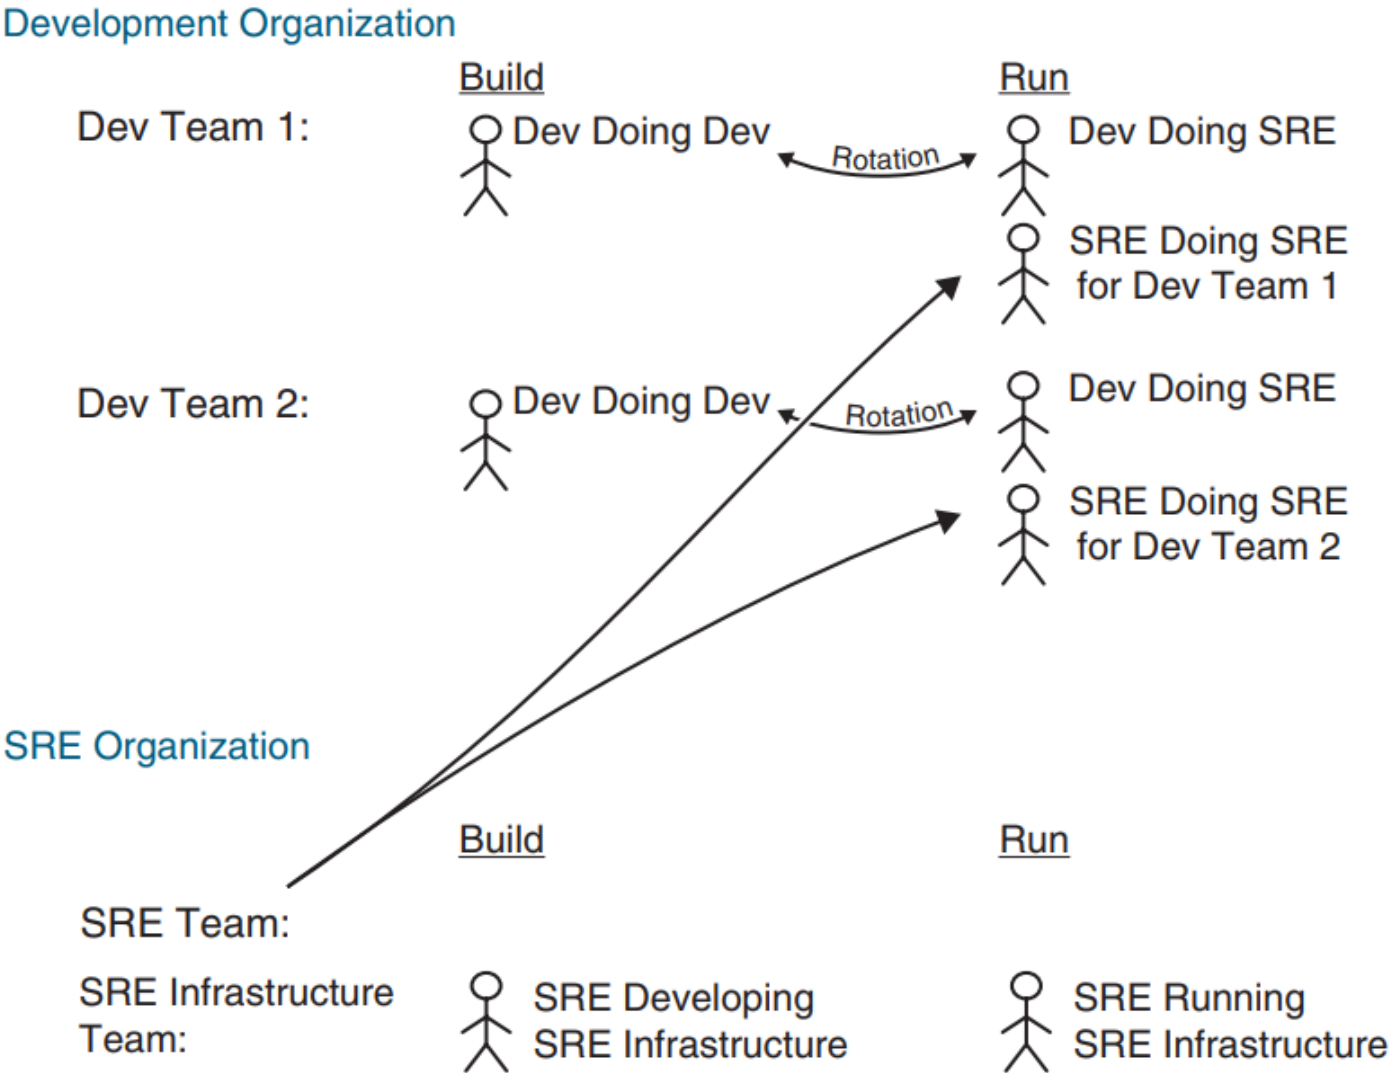 Development Organization
Build
Run
Dev Team 1:
Dev Doing Dev
Rotation
Dev Doing SRE
SRE Doing SRE
for Dev Team 1
Dev Team 2:
Dev Doing Dev
Rotation
Dev Doing SRE
SRE Doing SRE
for Dev Team 2
SRE Organization
Build
Run
SRE Team:
SRE Infrastructure
Team:
SRE Developing
SRE Infrastructure
SRE Running
SRE Infrastructure